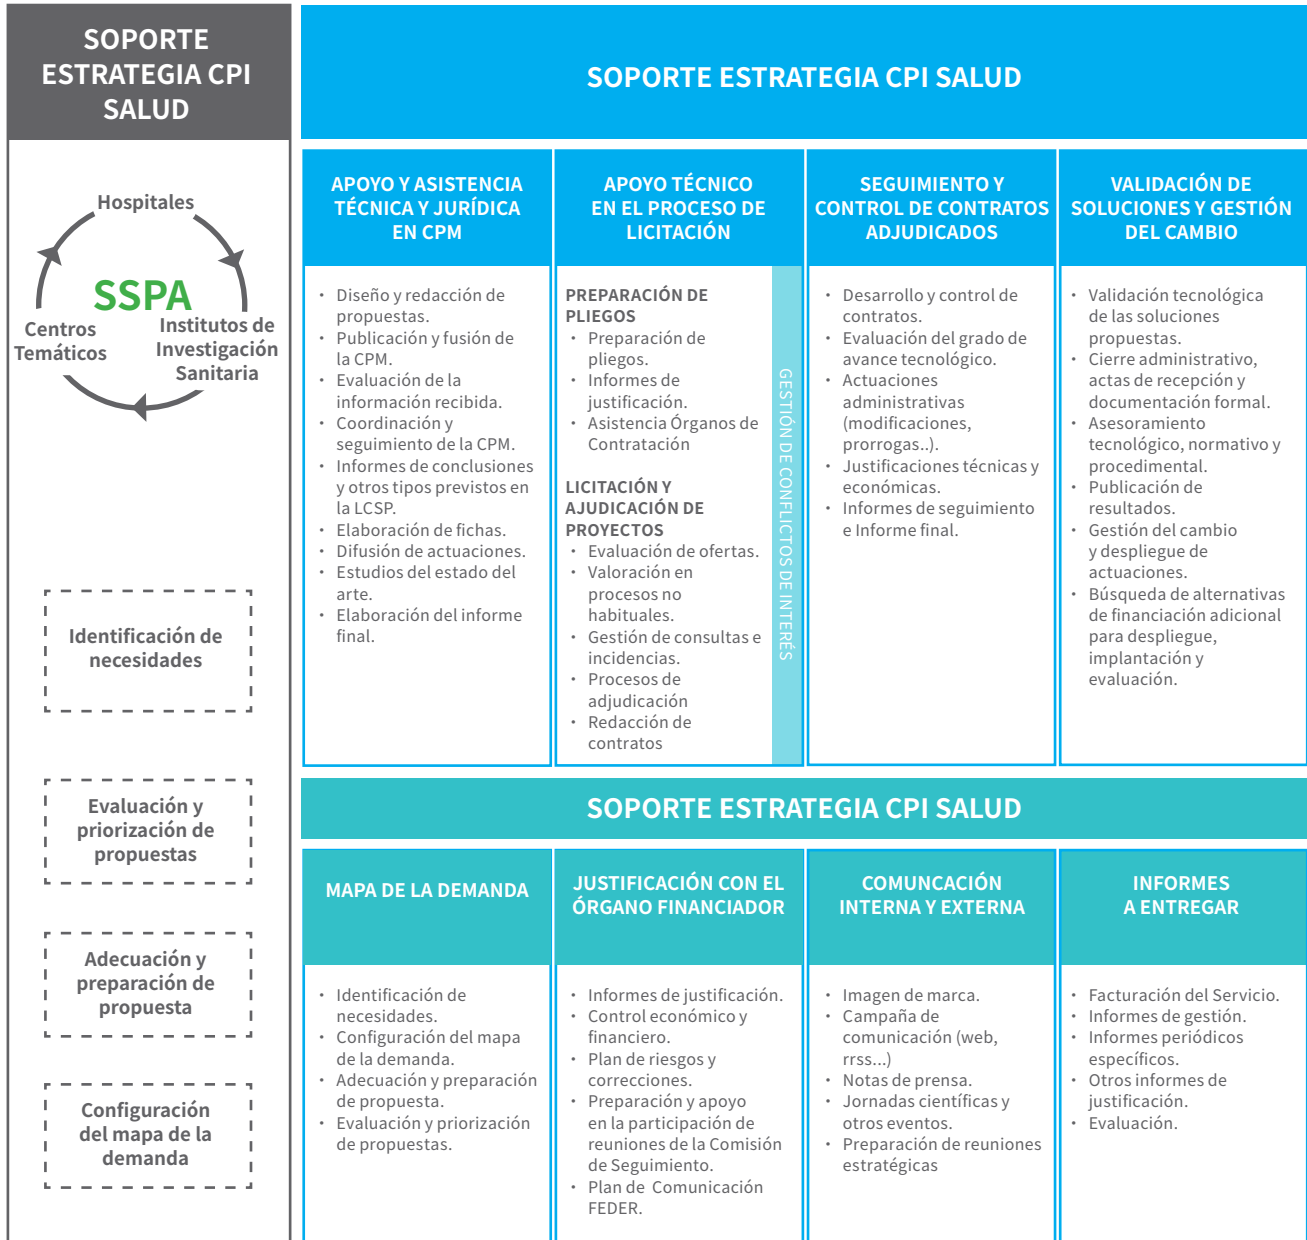 SOPORTE
ESTRATEGIA CPI
SALUD
Hospitales
SSPA
Centros
Temáticos
Institutos de
Investigación
Sanitaria
Identificación de
necesidades
Evaluación y
priorización de
propuestas
Adecuación y
preparación de
propuesta
Configuración
del mapa de la
demanda
SOPORTE ESTRATEGIA CPI SALUD
APOYO Y ASISTENCIA
TÉCNICA Y JURÍDICA
EN CPM
· Diseño y redacción de
propuestas.
· Publicación y fusión de
la CPM.
· Evaluación de la
información recibida.
· Coordinación y
seguimiento de la CPM.
· Informes de conclusiones
y otros tipos previstos en
la LCSP.
· Elaboración de fichas.
· Difusión de actuaciones.
· Estudios del estado del
arte.
· Elaboración del informe
final.
APOYO TÉCNICO
EN EL PROCESO DE
LICITACIÓN
PREPARACIÓN DE
PLIEGOS
· Preparación de
pliegos.
· Informes de
justificación.
· Asistencia Órganos de
Contratación
LICITACIÓN Y
AJUDICACIÓN DE
PROYECTOS
· Evaluación de ofertas.
· Valoración en
procesos no
habituales.
· Gestión de consultas e
incidencias.
· Procesos de
adjudicación
· Redacción de
contratos
GESTIÓN DE CONFLICTOS DE INTERÉS
SEGUIMIENTO Y
CONTROL DE CONTRATOS
ADJUDICADOS
· Desarrollo y control de
contratos.
· Evaluación del grado de
avance tecnológico.
· Actuaciones
administrativas
(modificaciones,
prorrogas..).
· Justificaciones técnicas y
económicas.
· Informes de seguimiento
e Informe final.
VALIDACIÓN DE
SOLUCIONES Y GESTIÓN
DEL CAMBIO
· Validación tecnológica
de las soluciones
propuestas.
· Cierre administrativo,
actas de recepción y
documentación formal.
· Asesoramiento
tecnológico, normativo y
procedimental.
· Publicación de
resultados.
· Gestión del cambio
y despliegue de
actuaciones.
· Búsqueda de alternativas
de financiación adicional
para despliegue,
implantación y
evaluación.
SOPORTE ESTRATEGIA CPI SALUD
MAPA DE LA DEMANDA
· Identificación de
necesidades.
· Configuración del mapa
de la demanda.
· Adecuación y preparación
de propuesta.
· Evaluación y priorización
de propuestas.
JUSTIFICACIÓN CON EL
ÓRGANO FINANCIADOR
· Informes de justificación.
· Control económico y
financiero.
· Plan de riesgos y
correcciones.
· Preparación y apoyo
en la participación de
reuniones de la Comisión
de Seguimiento.
· Plan de Comunicación
FEDER.
COMUNCACIÓN
INTERNA Y EXTERNA
· Imagen de marca.
· Campaña de
comunicación (web,
rrss...)
· Notas de prensa.
· Jornadas científicas y
otros eventos.
· Preparación de reuniones
estratégicas
INFORMES
A ENTREGAR
· Facturación del Servicio.
· Informes de gestión.
· Informes periódicos
específicos.
· Otros informes de
justificación.
· Evaluación.